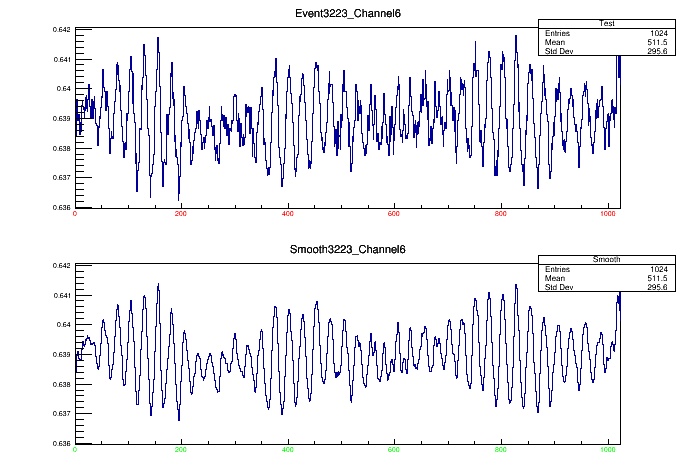 Event3223_Channel6
Test
Entries 1024
Mean 511.5
Std Dev 295.6
0.642
0.641
0.64
0.639
0.638
0.637
0.636
0 200 400 600 800 1000
Smooth3223_Channel6
Smooth
Entries 1024
Mean 511.5
Std Dev 295.6
0.642
0.641
0.64
0.639
0.638
0.637
0.636
0 200 400 600 800 1000